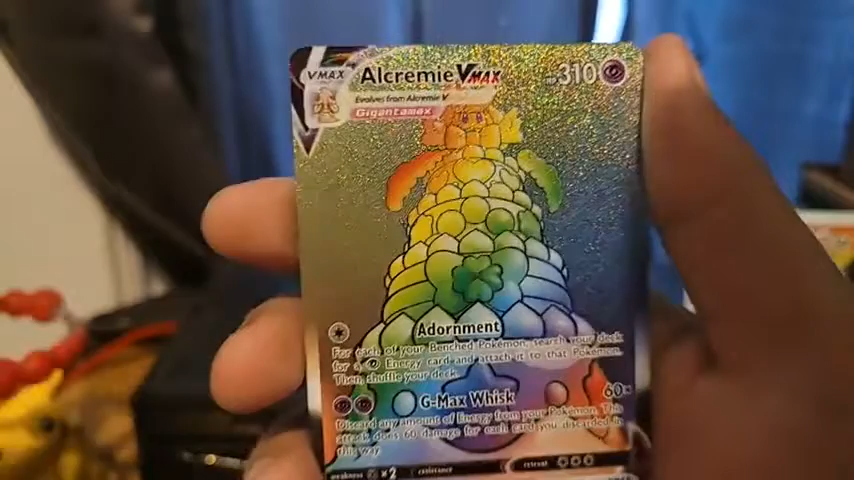 VMAX Alcremie VMAX HP 310
Evolves from Alcremie V
Gigantamax
Adornment
For each of your Benched Pokémon, search your deck
for a Energy card and attach it to that Pokémon.
Then, shuffle your deck.
G-Max Whisk 60×
Discard any amount of Energy from your Pokémon. This
attack does 60 damage for each card you discarded in
this way.
weakness ×2 resistance retreat